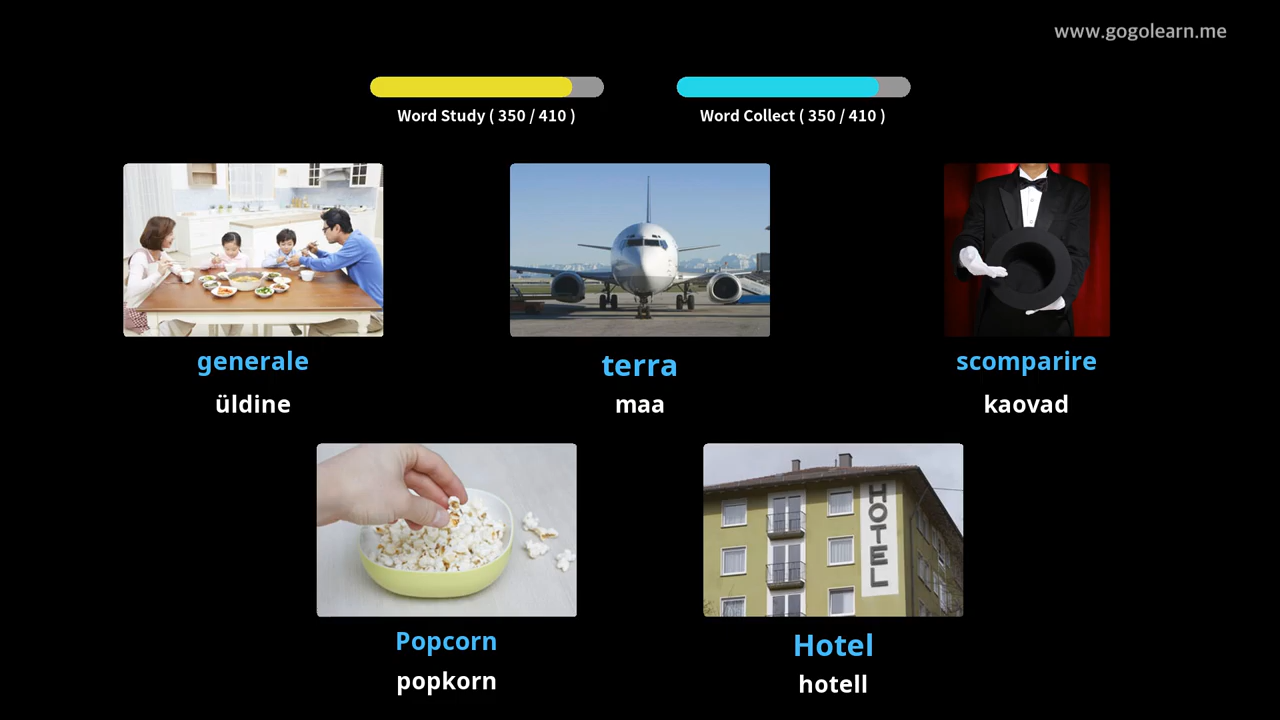 www.gogolearn.me
Word Study ( 350 / 410 )
Word Collect ( 350 / 410 )
generale
üldine
terra
maa
scomparire
kaovad
HOTEL
Popcorn
popkorn
Hotel
hotell